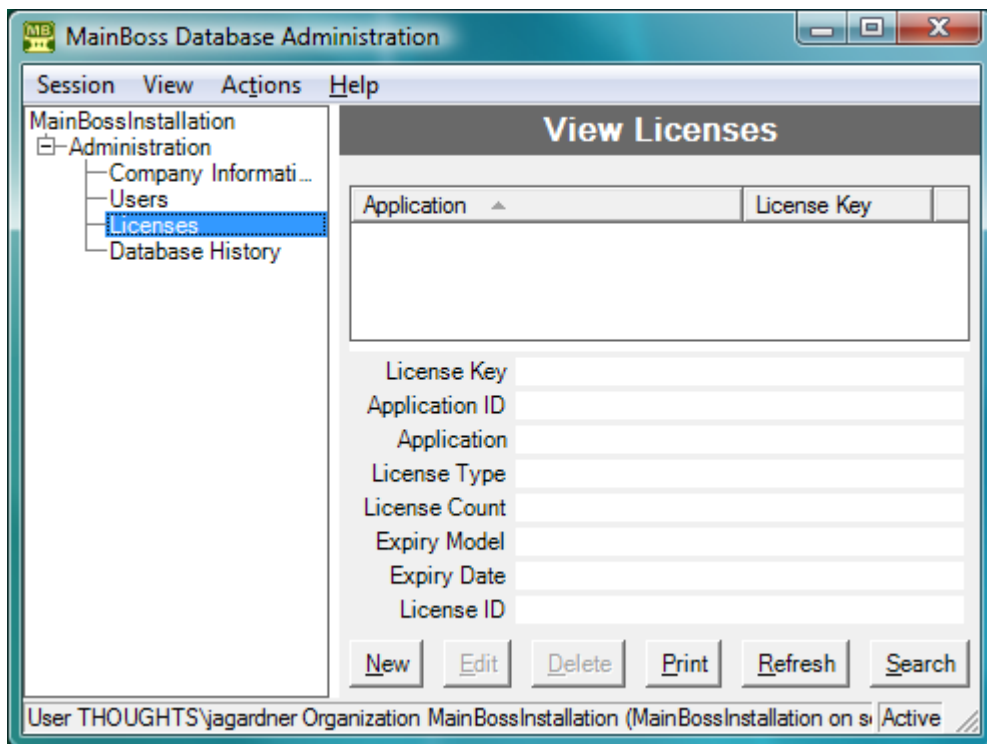 MB
MainBoss Database Administration
Session View Actions Help
MainBossInstallation
Administration
Company Informati...
Users
Licenses
Database History
View Licenses
Application License Key
License Key
Application ID
Application
License Type
License Count
Expiry Model
Expiry Date
License ID
New Edit Delete Print Refresh Search
User THOUGHTS\jagardner Organization MainBossInstallation (MainBossInstallation on s Active